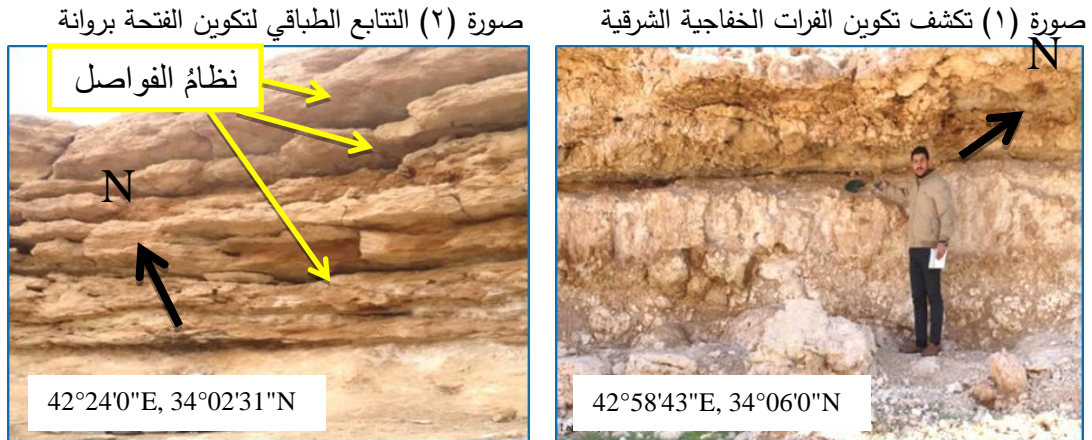 صورة (١) تكشف تكوين الفرات الخفاجية الشرقية
N
42°58'43"E, 34°06'0"N
صورة (٢) التتابع الطباقي لتكوين الفتحة بروانة
نظامُ الفواصل
N
42°24'0"E, 34°02'31"N